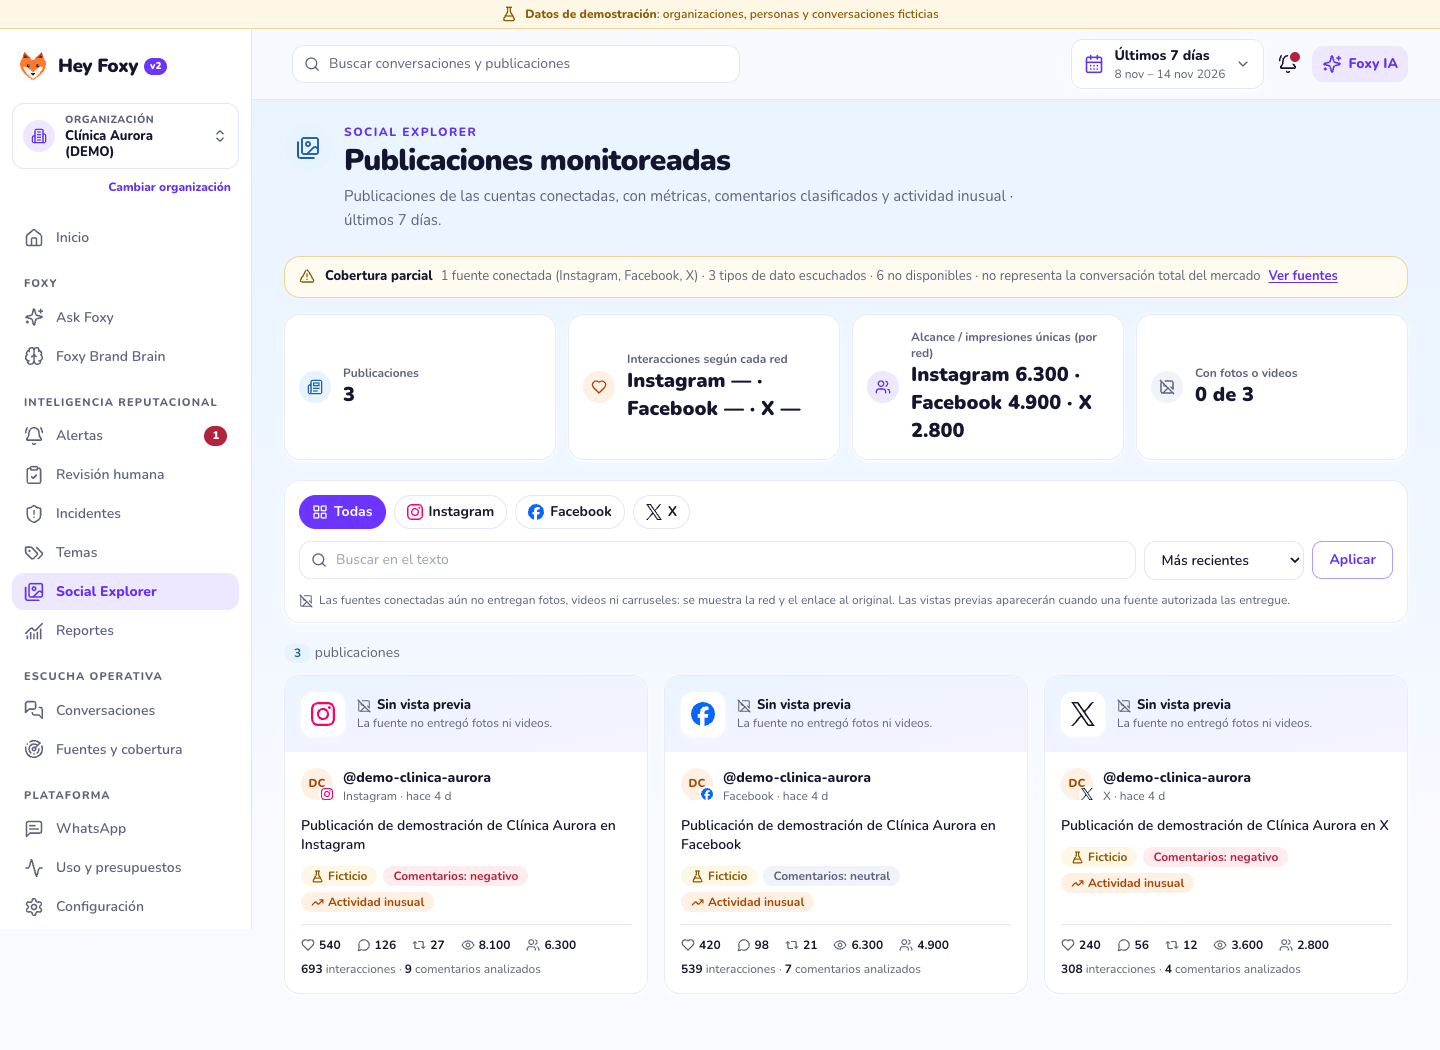 Datos de demostración: organizaciones, personas y conversaciones ficticias
Hey Foxy v2
Buscar conversaciones y publicaciones
Últimos 7 días
8 nov – 14 nov 2026
Foxy IA
ORGANIZACIÓN
Clínica Aurora
(DEMO)
Cambiar organización
Inicio
FOXY
Ask Foxy
Foxy Brand Brain
INTELIGENCIA REPUTACIONAL
Alertas 1
Revisión humana
Incidentes
Temas
Social Explorer
Reportes
ESCUCHA OPERATIVA
Conversaciones
Fuentes y cobertura
PLATAFORMA
WhatsApp
Uso y presupuestos
Configuración
SOCIAL EXPLORER
Publicaciones monitoreadas
Publicaciones de las cuentas conectadas, con métricas, comentarios clasificados y actividad inusual ·
últimos 7 días.
Cobertura parcial 1 fuente conectada (Instagram, Facebook, X) · 3 tipos de dato escuchados · 6 no disponibles · no representa la conversación total del mercado Ver fuentes
Publicaciones
3
Interacciones según cada red
Instagram — ·
Facebook — · X —
Alcance / impresiones únicas (por
red)
Instagram 6.300 ·
Facebook 4.900 · X
2.800
Con fotos o videos
0 de 3
Todas
Instagram
Facebook
X
Buscar en el texto
Más recientes
Aplicar
Las fuentes conectadas aún no entregan fotos, videos ni carruseles: se muestra la red y el enlace al original. Las vistas previas aparecerán cuando una fuente autorizada las entregue.
3 publicaciones
Sin vista previa
La fuente no entregó fotos ni videos.
DC
@demo-clinica-aurora
Instagram · hace 4 d
Publicación de demostración de Clínica Aurora en
Instagram
Ficticio
Comentarios: negativo
Actividad inusual
540 126 27 8.100 6.300
693 interacciones · 9 comentarios analizados
Sin vista previa
La fuente no entregó fotos ni videos.
DC
@demo-clinica-aurora
Facebook · hace 4 d
Publicación de demostración de Clínica Aurora en
Facebook
Ficticio
Comentarios: neutral
Actividad inusual
420 98 21 6.300 4.900
539 interacciones · 7 comentarios analizados
Sin vista previa
La fuente no entregó fotos ni videos.
DC
@demo-clinica-aurora
X · hace 4 d
Publicación de demostración de Clínica Aurora en X
Ficticio
Comentarios: negativo
Actividad inusual
240 56 12 3.600 2.800
308 interacciones · 4 comentarios analizados